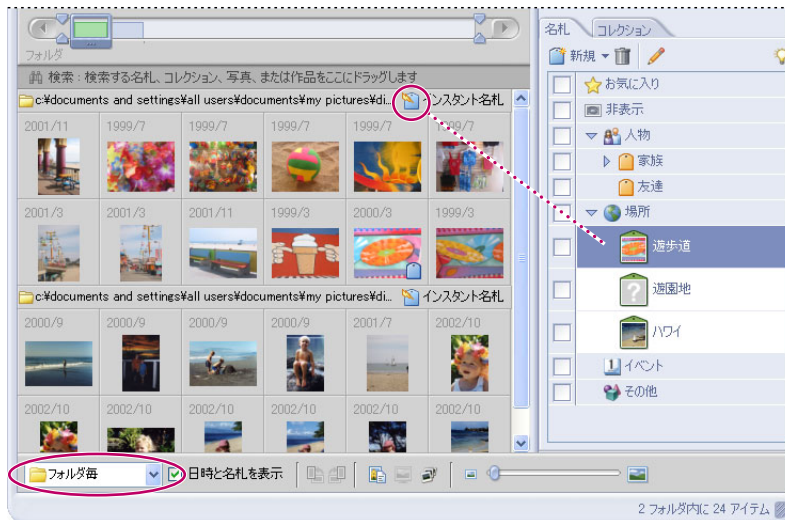 フォルダ
検索：検索する名札、コレクション、写真、または作品をここにドラッグします
c:¥documents and settings¥all users¥documents¥my pictures¥di... インスタント名札
2001/11 1999/7 1999/7 1999/7 1999/7 1999/7
2001/3 2001/3 2001/11 1999/3 2000/3 1999/3
c:¥documents and settings¥all users¥documents¥my pictures¥di... インスタント名札
2000/9 2000/9 2000/9 2000/9 2001/7 2002/10
2002/10 2002/10 2002/10 2002/10 2002/10 2002/10
フォルダ毎 日時と名札を表示
名札 コレクション
新規
お気に入り
非表示
人物
家族
友達
場所
遊歩道
遊園地
ハワイ
イベント
その他
2 フォルダ内に 24 アイテム